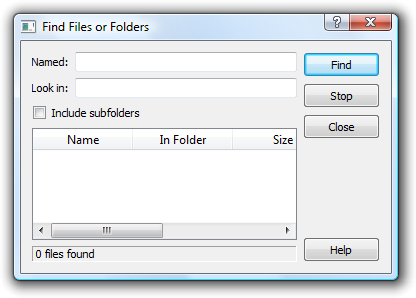 Find Files or Folders
Named:
Find
Look in:
Stop
Include subfolders
Close
Name In Folder Size
0 files found
Help